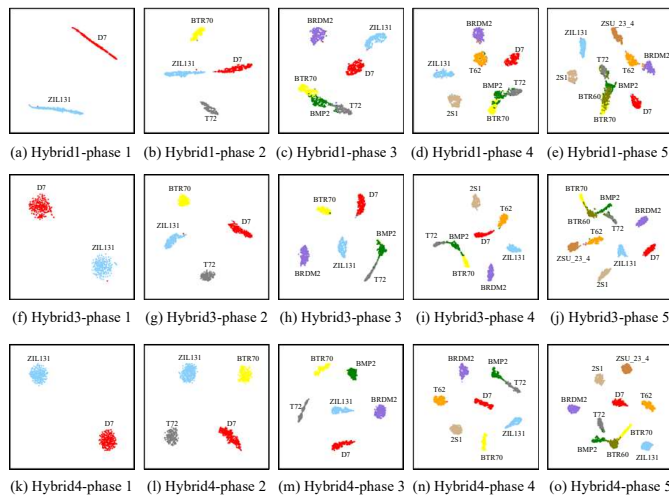 D7
ZIL131
(a) Hybrid1-phase 1
BTR70
ZIL131
D7
T72
(b) Hybrid1-phase 2
BRDM2
ZIL131
D7
BTR70
BMP2
T72
(c) Hybrid1-phase 3
BRDM2
T62
D7
ZIL131
BMP2
T72
2S1
BTR70
(d) Hybrid1-phase 4
ZSU_23_4
ZIL131
T62
BRDM2
T72
2S1
BMP2
BTR60
D7
BTR70
(e) Hybrid1-phase 5
D7
ZIL131
(f) Hybrid3-phase 1
BTR70
D7
ZIL131
T72
(g) Hybrid3-phase 2
BTR70
D7
BRDM2
ZIL131
BMP2
T72
(h) Hybrid3-phase 3
2S1
T62
T72
BMP2
D7
ZIL131
BTR70
BRDM2
(i) Hybrid3-phase 4
BTR70
BMP2
BTR60
T72
BRDM2
T62
ZSU_23_4
ZIL131
D7
2S1
(j) Hybrid3-phase 5
ZIL131
D7
(k) Hybrid4-phase 1
ZIL131
BTR70
T72
D7
(l) Hybrid4-phase 2
BTR70
BMP2
T72
ZIL131
BRDM2
D7
(m) Hybrid4-phase 3
BRDM2
BMP2
T72
T62
D7
2S1
ZIL131
BTR70
(n) Hybrid4-phase 4
ZSU_23_4
2S1
D7
T62
T72
BTR70
BMP2
BTR60
ZIL131
(o) Hybrid4-phase 5